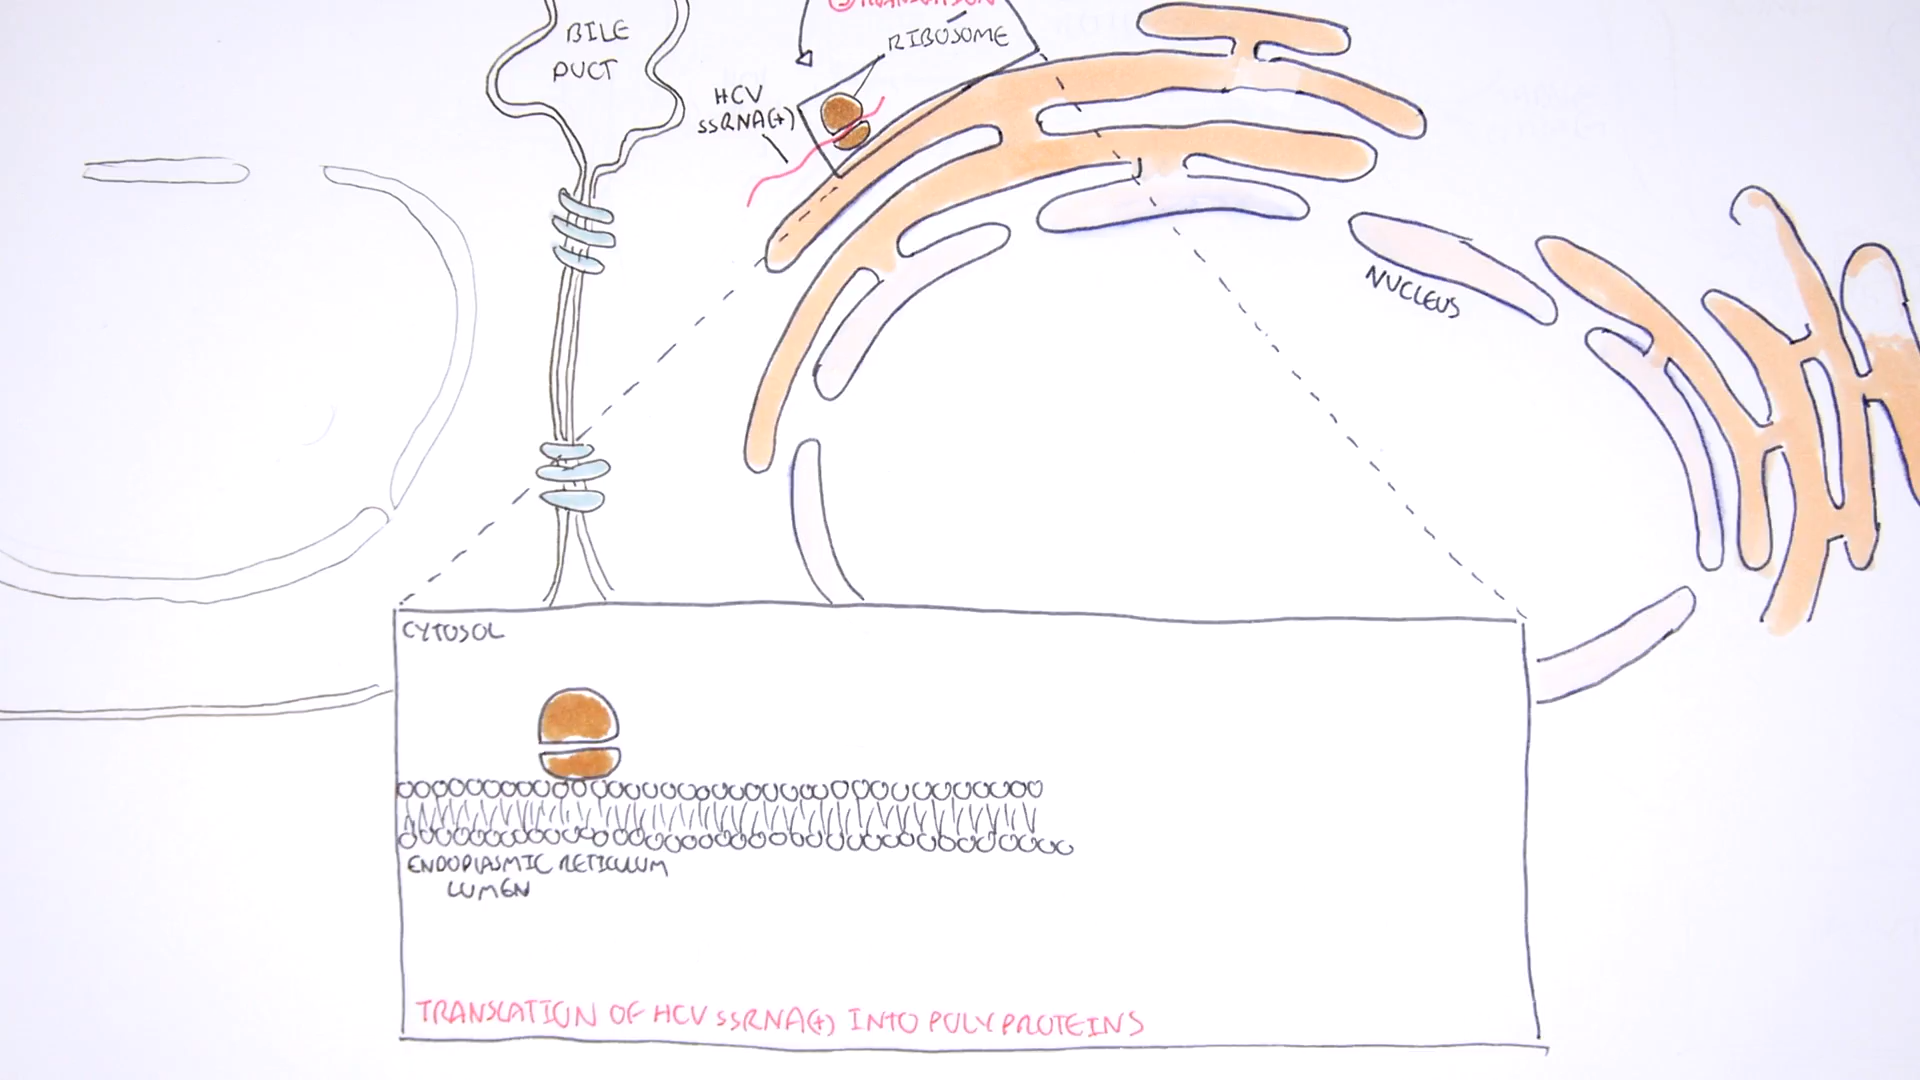 BILE
DUCT
RIBOSOME
HCV
ssRNA(+)
NUCLEUS
CYTOSOL
ENDOPLASMIC RETICULUM
LUMEN
TRANSLATION OF HCV ssRNA(+) INTO POLYPROTEINS